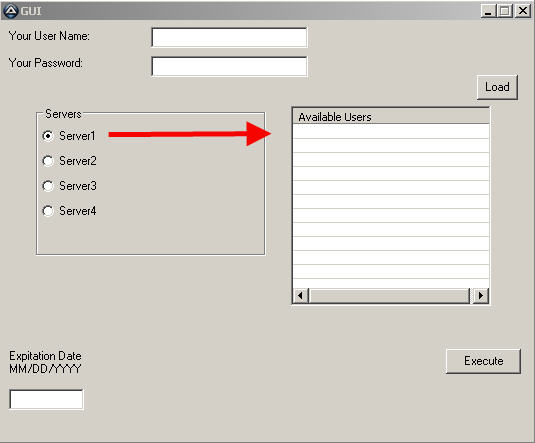 GUI
Your User Name:
Your Password:
Load
Servers
Available Users
Server1
Server2
Server3
Server4
Expitation Date
MM/DD/YYYY
Execute